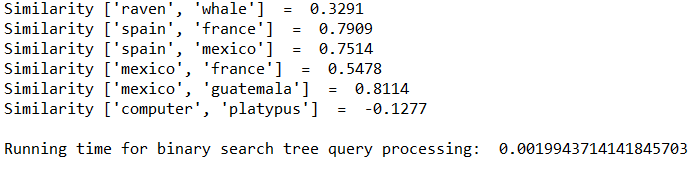 Similarity ['raven', 'whale']  =  0.3291
Similarity ['spain', 'france']  =  0.7909
Similarity ['spain', 'mexico']  =  0.7514
Similarity ['mexico', 'france']  =  0.5478
Similarity ['mexico', 'guatemala']  =  0.8114
Similarity ['computer', 'platypus']  =  -0.1277
Running time for binary search tree query processing:  0.0019943714141845703